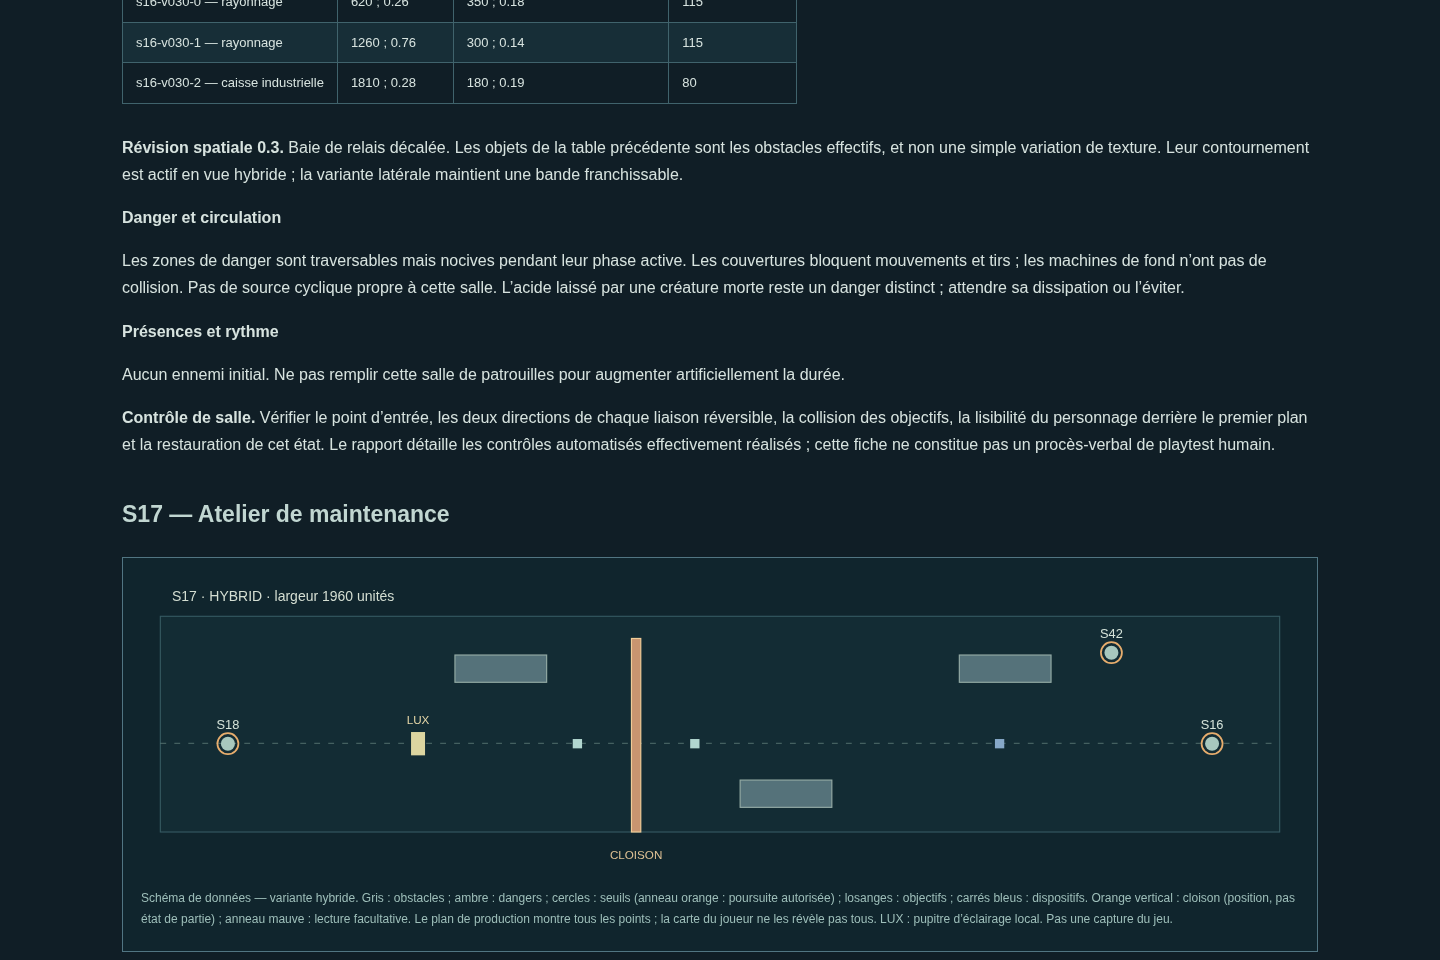 s16-v030-0 — rayonnage 620 ; 0.26 350 ; 0.18 115
s16-v030-1 — rayonnage 1260 ; 0.76 300 ; 0.14 115
s16-v030-2 — caisse industrielle 1810 ; 0.28 180 ; 0.19 80
Révision spatiale 0.3. Baie de relais décalée. Les objets de la table précédente sont les obstacles effectifs, et non une simple variation de texture. Leur contournement
est actif en vue hybride ; la variante latérale maintient une bande franchissable.
Danger et circulation
Les zones de danger sont traversables mais nocives pendant leur phase active. Les couvertures bloquent mouvements et tirs ; les machines de fond n’ont pas de
collision. Pas de source cyclique propre à cette salle. L’acide laissé par une créature morte reste un danger distinct ; attendre sa dissipation ou l’éviter.
Présences et rythme
Aucun ennemi initial. Ne pas remplir cette salle de patrouilles pour augmenter artificiellement la durée.
Contrôle de salle. Vérifier le point d’entrée, les deux directions de chaque liaison réversible, la collision des objectifs, la lisibilité du personnage derrière le premier plan
et la restauration de cet état. Le rapport détaille les contrôles automatisés effectivement réalisés ; cette fiche ne constitue pas un procès-verbal de playtest humain.
S17 — Atelier de maintenance
S17 · HYBRID · largeur 1960 unités
S42
S18
LUX
S16
CLOISON
Schéma de données — variante hybride. Gris : obstacles ; ambre : dangers ; cercles : seuils (anneau orange : poursuite autorisée) ; losanges : objectifs ; carrés bleus : dispositifs. Orange vertical : cloison (position, pas
état de partie) ; anneau mauve : lecture facultative. Le plan de production montre tous les points ; la carte du joueur ne les révèle pas tous. LUX : pupitre d’éclairage local. Pas une capture du jeu.